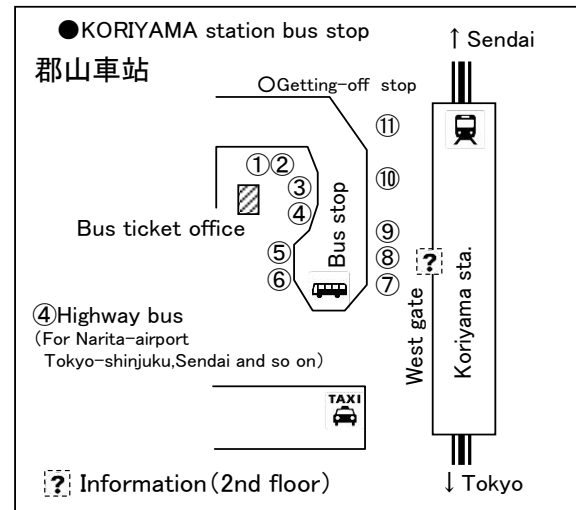 ●KORIYAMA station bus stop
↑ Sendai
郡山車站
○Getting-off stop
⑪
① ②
③
④
⑩
Bus ticket office
Bus stop
⑤
⑥
⑨
⑧
⑦
?
West gate
Koriyama sta.
④Highway bus
(For Narita-airport
Tokyo-shinjuku,Sendai and so on)
TAXI
? Information(2nd floor)
↓ Tokyo